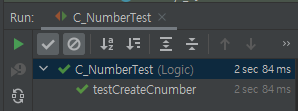 Run: C_NumberTest ×
»
C_NumberTest (Logic) 2 sec 84 ms
testCreateCnumber 2 sec 84 ms